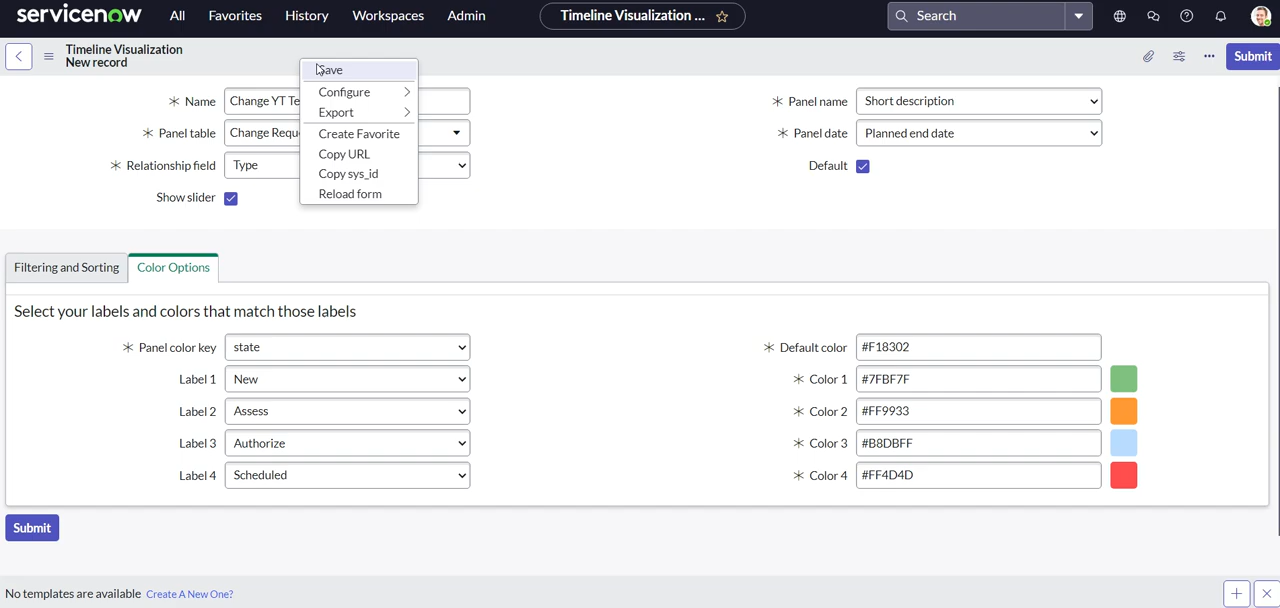 servicenow All Favorites History Workspaces Admin Timeline Visualization ... Search
Timeline Visualization
New record
Submit
Save
Configure
Export
Create Favorite
Copy URL
Copy sys_id
Reload form
Name Change YT Te
Panel table Change Requ
Relationship field Type
Show slider
Panel name Short description
Panel date Planned end date
Default
Filtering and Sorting Color Options
Select your labels and colors that match those labels
Panel color key state
Default color #F18302
Label 1 New
Color 1 #7FBF7F
Label 2 Assess
Color 2 #FF9933
Label 3 Authorize
Color 3 #B8DBFF
Label 4 Scheduled
Color 4 #FF4D4D
Submit
No templates are available Create A New One?